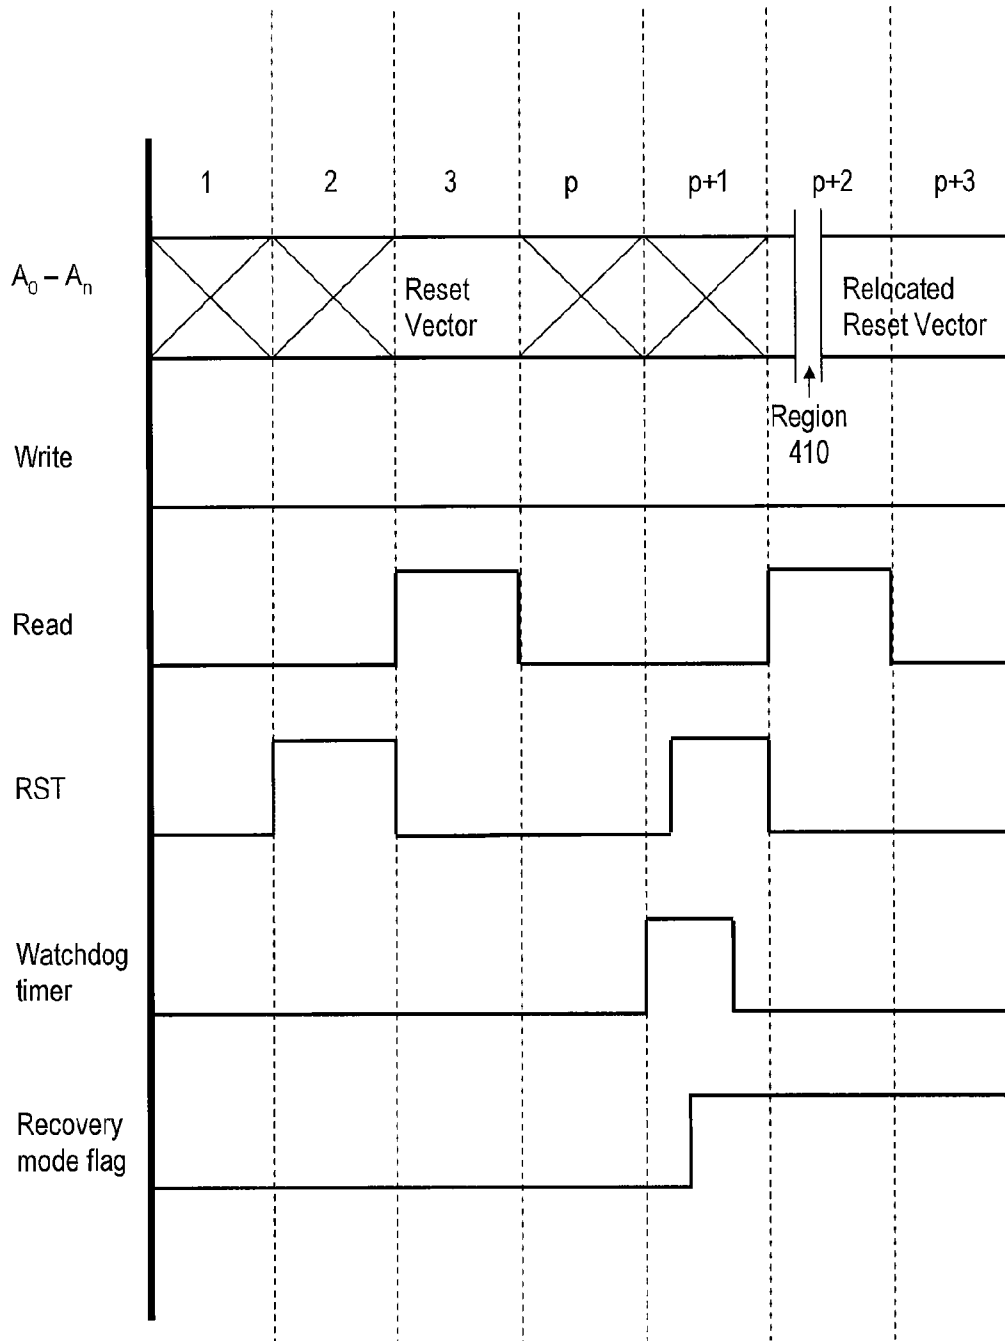 1 2 3 p p+1 p+2 p+3
A₀ – Aₙ
Reset
Vector
Relocated
Reset Vector
Region
410
Write
Read
RST
Watchdog
timer
Recovery
mode flag